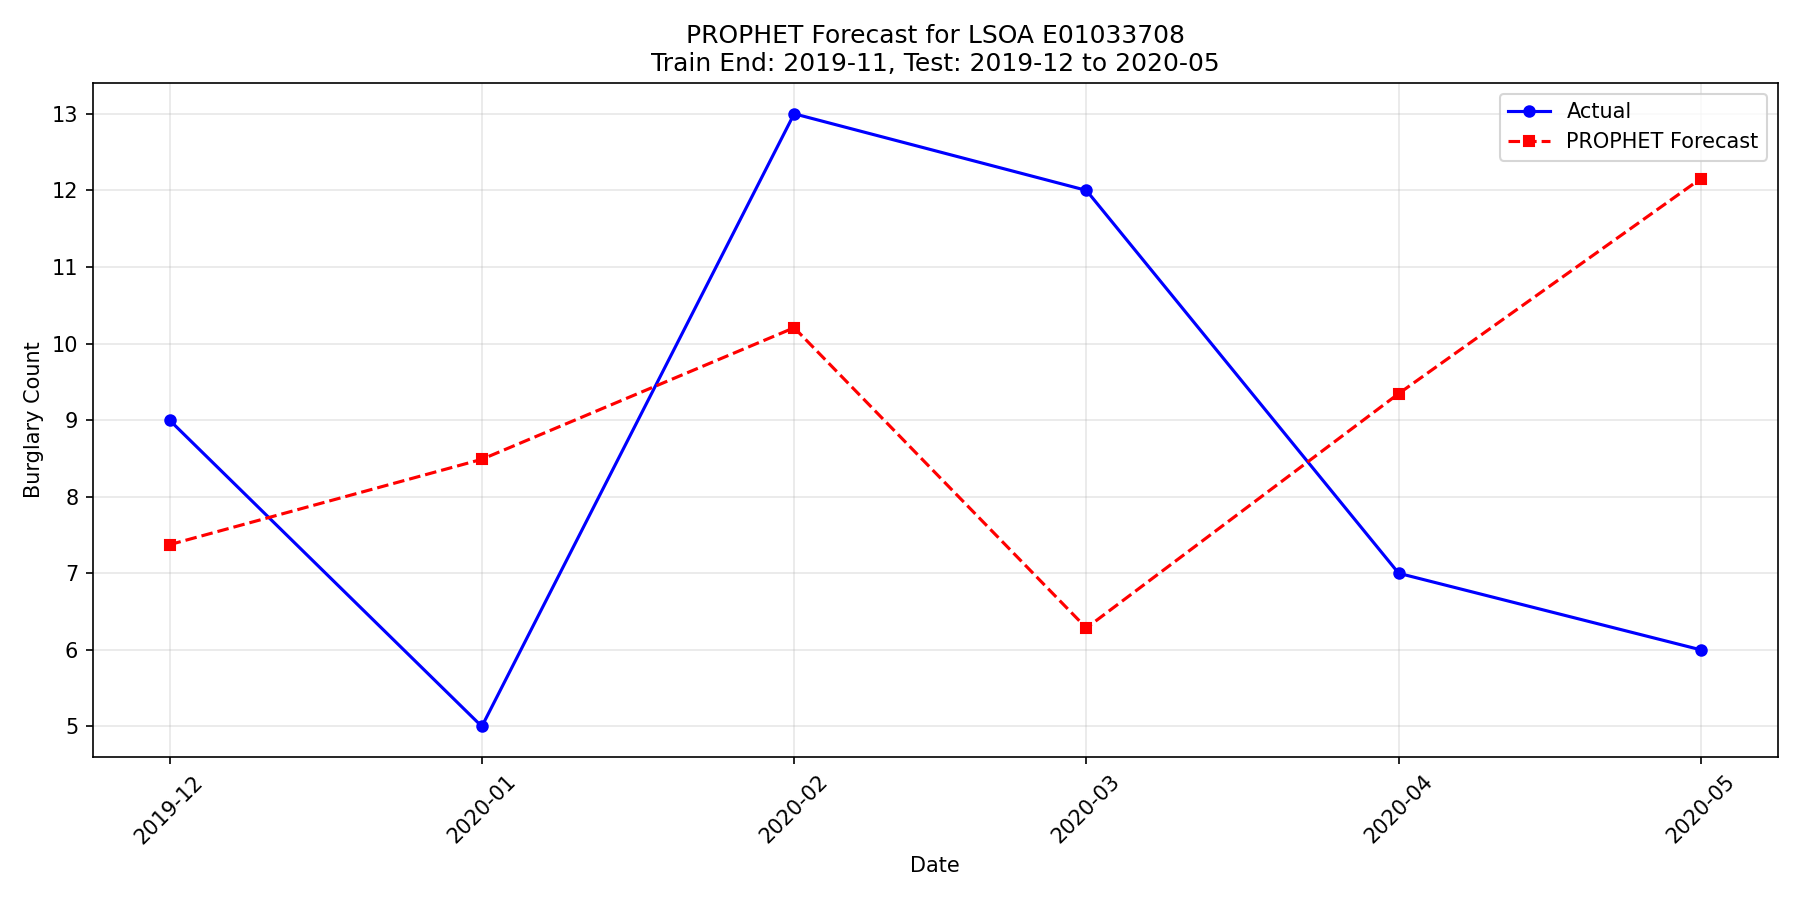 PROPHET Forecast for LSOA E01033708
Train End: 2019-11, Test: 2019-12 to 2020-05
Actual
PROPHET Forecast
Burglary Count
13
12
11
10
9
8
7
6
5
2019-12
2020-01
2020-02
2020-03
2020-04
2020-05
Date